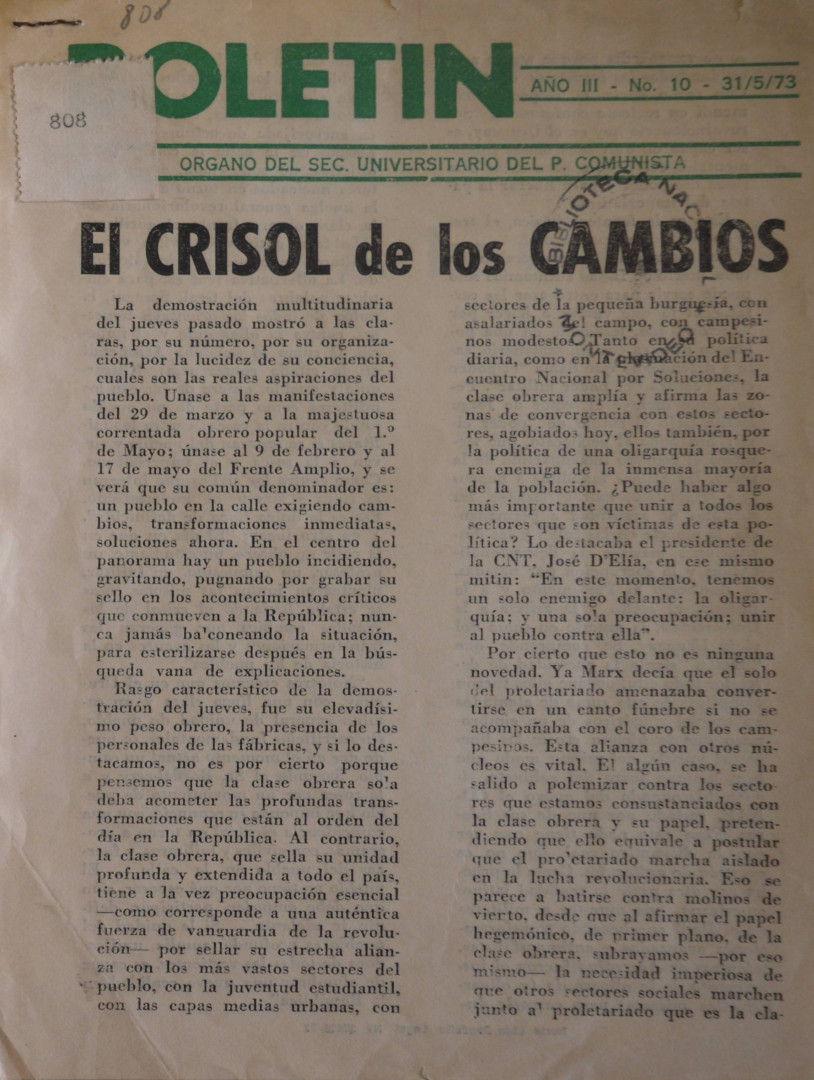 808
BOLETIN
AÑO III - No. 10 - 31/5/73
808
ORGANO DEL SEC. UNIVERSITARIO DEL P. COMUNISTA
BIBLIOTECA NAC
El CRISOL de los CAMBIOS
La demostración multitudinaria
del jueves pasado mostró a las cla-
ras, por su número, por su organiza-
ción, por la lucidez de su conciencia,
cuales son las reales aspiraciones del
pueblo. Unase a las manifestaciones
del 29 de marzo y a la majestuosa
correntada obrero popular del 1.º
de Mayo; únase al 9 de febrero y al
17 de mayo del Frente Amplio, y se
verá que su común denominador es:
un pueblo en la calle exigiendo cam-
bios, transformaciones inmediatas,
soluciones ahora. En el centro del
panorama hay un pueblo incidiendo,
gravitando, pugnando por grabar su
sello en los acontecimientos críticos
que conmueven a la República; nun-
ca jamás ba'coneando la situación,
para esterilizarse después en la bús-
queda vana de explicaciones.
Rasgo característico de la demos-
tración del jueves, fue su elevadísi-
mo peso obrero, la presencia de los
personales de las fábricas, y si lo des-
tacamos, no es por cierto porque
pensemos que la clase obrera so'a
deba acometer las profundas trans-
formaciones que están al orden del
día en la República. Al contrario,
la clase obrera, que sella su unidad
profunda y extendida a todo el país,
tiene a la vez preocupación esencial
—como corresponde a una auténtica
fuerza de vanguardia de la revolu-
ción— por sellar su estrecha alian-
za con los más vastos sectores del
pueblo, con la juventud estudiantil,
con las capas medias urbanas, con
sectores de la pequeña burguesía, con
asalariados del campo, con campesi-
nos modestos. Tanto en la política
diaria, como en la elevación del En-
cuentro Nacional por Soluciones, la
clase obrera amplía y afirma las zo-
nas de convergencia con estos secto-
res, agobiados hoy, ellos también, por
la política de una oligarquía rosque-
ra enemiga de la inmensa mayoría
de la población. ¿Puede haber algo
más importante que unir a todos los
sectores que son víctimas de esta po-
lítica? Lo destacaba el presidente de
la CNT, José D'Elía, en ese mismo
mitin: "En este momento, tenemos
un solo enemigo delante: la oligar-
quía; y una so'a preocupación; unir
al pueblo contra ella".
Por cierto que esto no es ninguna
novedad. Ya Marx decía que el solo
del proletariado amenazaba conver-
tirse en un canto fúnebre si no se
acompañaba con el coro de los cam-
pesinos. Esta alianza con otros nú-
cleos es vital. El algún caso, se ha
salido a polemizar contra los secto-
res que estamos consustanciados con
la clase obrera y su papel, preten-
diendo que ello equivale a postular
que el pro'etariado marcha aislado
en la lucha revolucionaria. Eso se
parece a batirse contra molinos de
vierto, desde que al afirmar el papel
hegemónico, de primer plano, de la
clase obrera, subrayamos —por eso
mismo— la necesidad imperiosa de
que otros sectores sociales marchen
junto a' proletariado que es la cla-